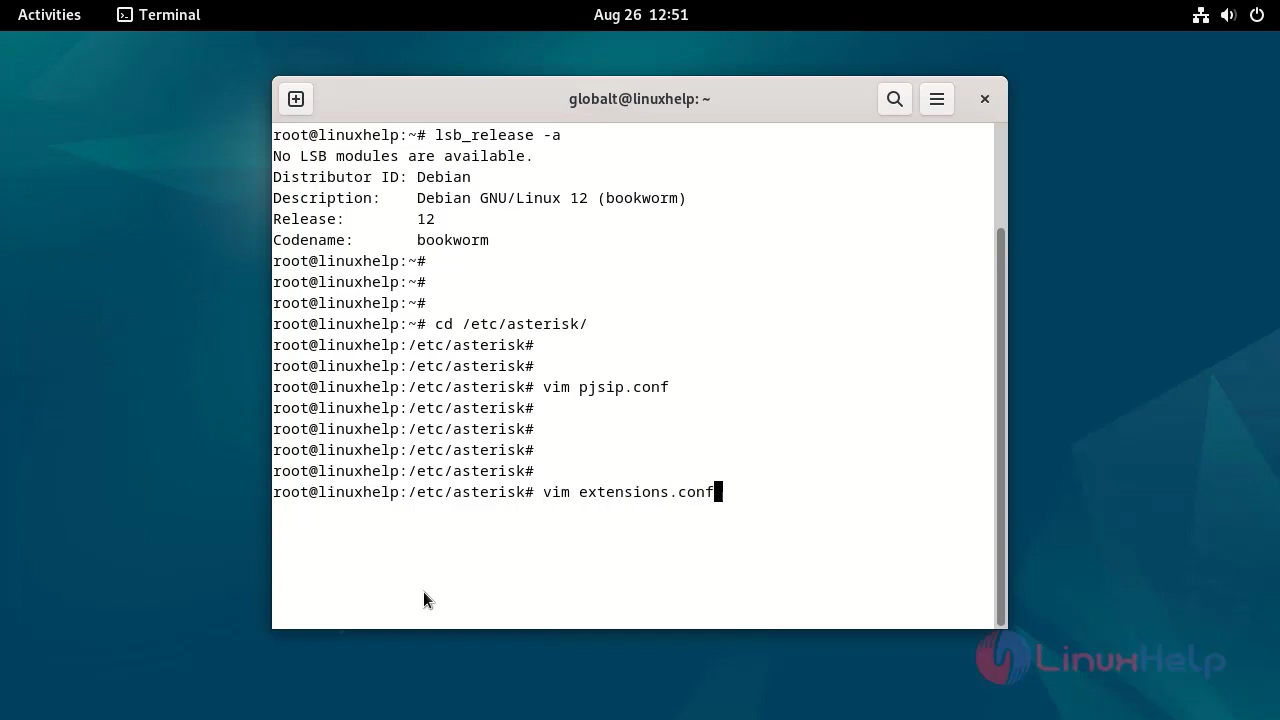 Activities Terminal Aug 26 12:51
globalt@linuxhelp: ~
root@linuxhelp:~# lsb_release -a
No LSB modules are available.
Distributor ID: Debian
Description:    Debian GNU/Linux 12 (bookworm)
Release:        12
Codename:       bookworm
root@linuxhelp:~#
root@linuxhelp:~#
root@linuxhelp:~#
root@linuxhelp:~# cd /etc/asterisk/
root@linuxhelp:/etc/asterisk#
root@linuxhelp:/etc/asterisk#
root@linuxhelp:/etc/asterisk# vim pjsip.conf
root@linuxhelp:/etc/asterisk#
root@linuxhelp:/etc/asterisk#
root@linuxhelp:/etc/asterisk#
root@linuxhelp:/etc/asterisk#
root@linuxhelp:/etc/asterisk# vim extensions.conf
LinuxHelp